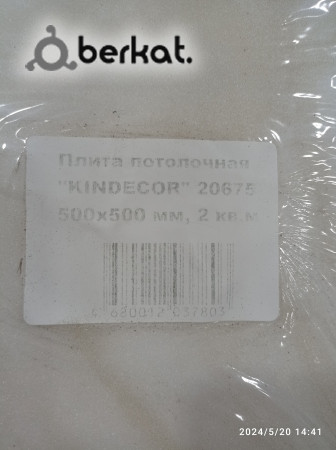 berkat.
Плита потолочная
"KINDECOR" 20675
500x500 мм, 2 кв.м
2024/5/20 14:41